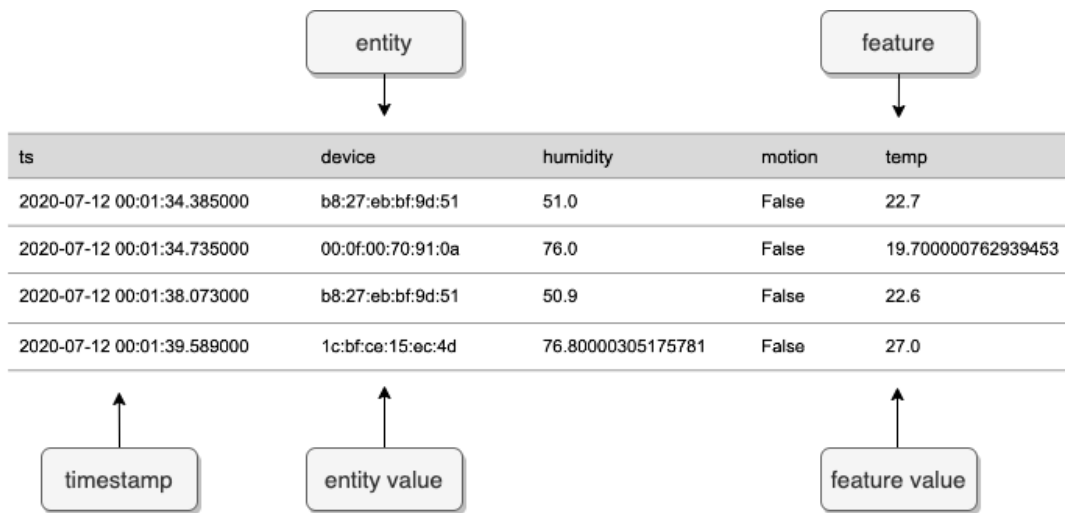 entity feature
ts device humidity motion temp
2020-07-12 00:01:34.385000 b8:27:eb:bf:9d:51 51.0 False 22.7
2020-07-12 00:01:34.735000 00:0f:00:70:91:0a 76.0 False 19.700000762939453
2020-07-12 00:01:38.073000 b8:27:eb:bf:9d:51 50.9 False 22.6
2020-07-12 00:01:39.589000 1c:bf:ce:15:ec:4d 76.80000305175781 False 27.0
timestamp entity value feature value